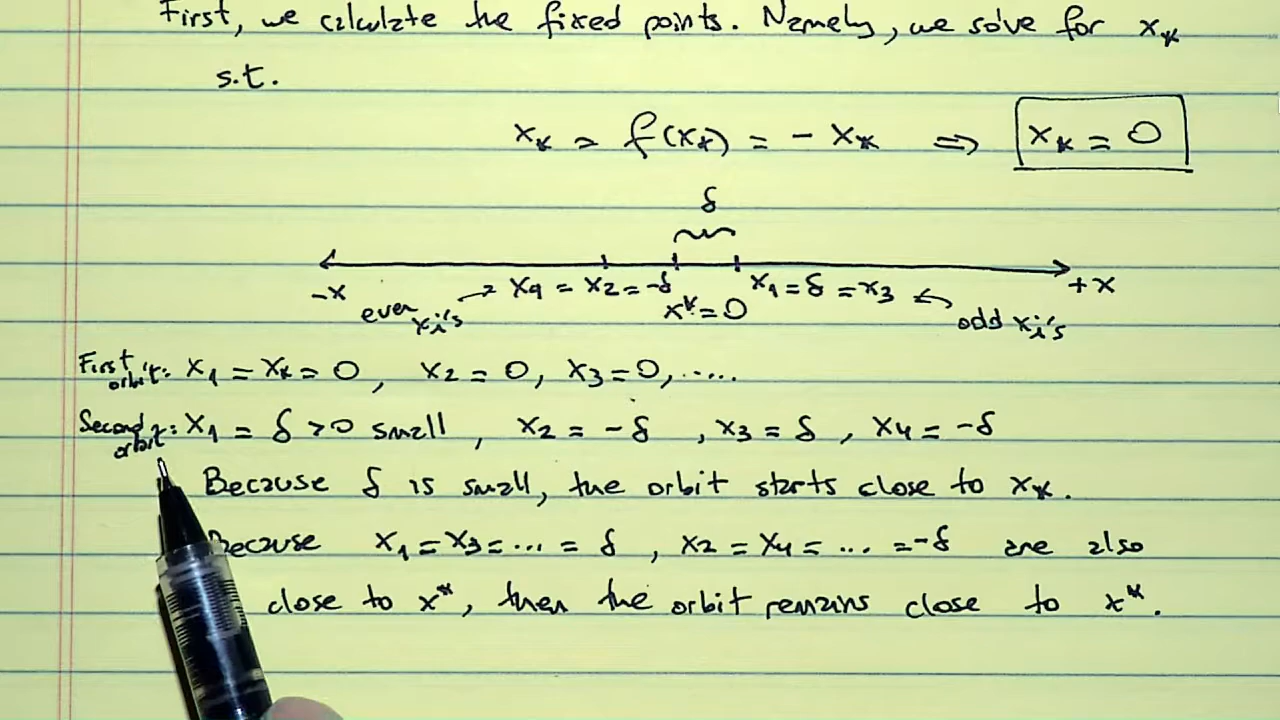 First, we calculate the fixed points. Namely, we solve for x*
s.t.
x* = f(x*) = - x* ⇒ x* = 0
δ
-x even xi's → x4 = x2 = -δ x* = 0 x1 = δ = x3 ← odd xi's +x
First orbit: x1 = x* = 0, x2 = 0, x3 = 0, .....
Second orbit: x1 = δ > 0 small, x2 = -δ, x3 = δ, x4 = -δ
Because δ is small, the orbit starts close to x*.
Because x1 = x3 = ... = δ, x2 = x4 = ... = -δ are also
close to x*, then the orbit remains close to x*.